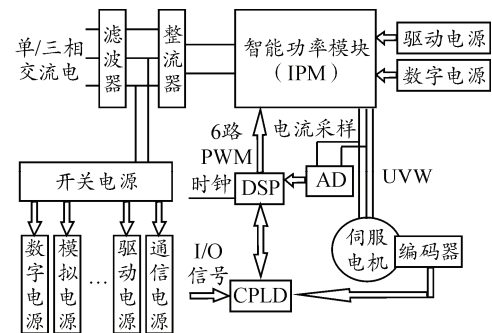 单/三相
交流电
滤波器
整流器
智能功率模块
（IPM）
驱动电源
数字电源
6路
PWM
电流采样
时钟
DSP
AD
UVW
开关电源
数字电源
模拟电源
…
驱动电源
通信电源
I/O
信号
CPLD
伺服
电机
编码器